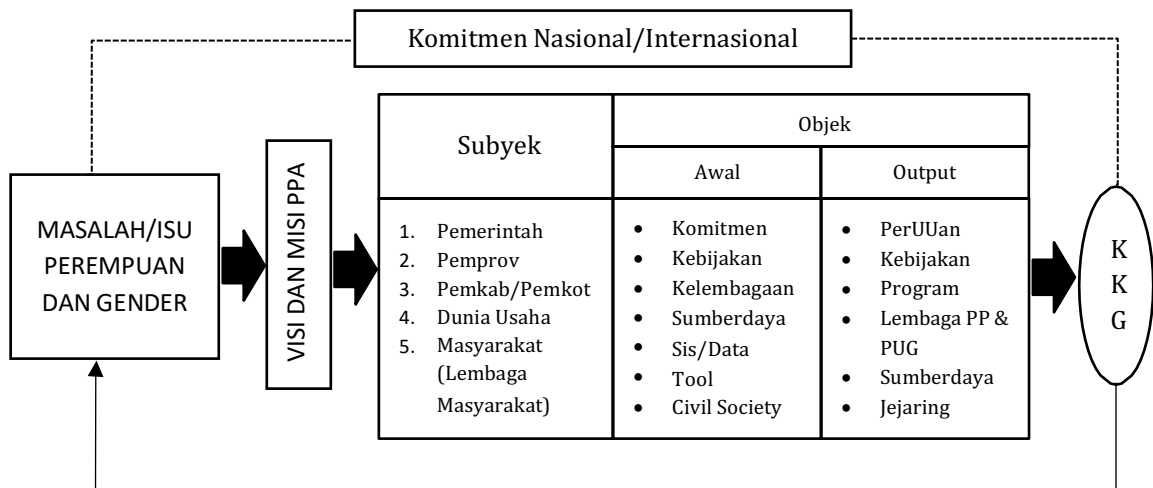 Komitmen Nasional/Internasional
MASALAH/ISU
PEREMPUAN
DAN GENDER
VISI DAN MISI PPA
Subyek
Objek
Awal
Output
1. Pemerintah
2. Pemprov
3. Pemkab/Pemkot
4. Dunia Usaha
5. Masyarakat
(Lembaga
Masyarakat)
• Komitmen
• Kebijakan
• Kelembagaan
• Sumberdaya
• Sis/Data
• Tool
• Civil Society
• PerUUan
• Kebijakan
• Program
• Lembaga PP &
PUG
• Sumberdaya
• Jejaring
K
K
G